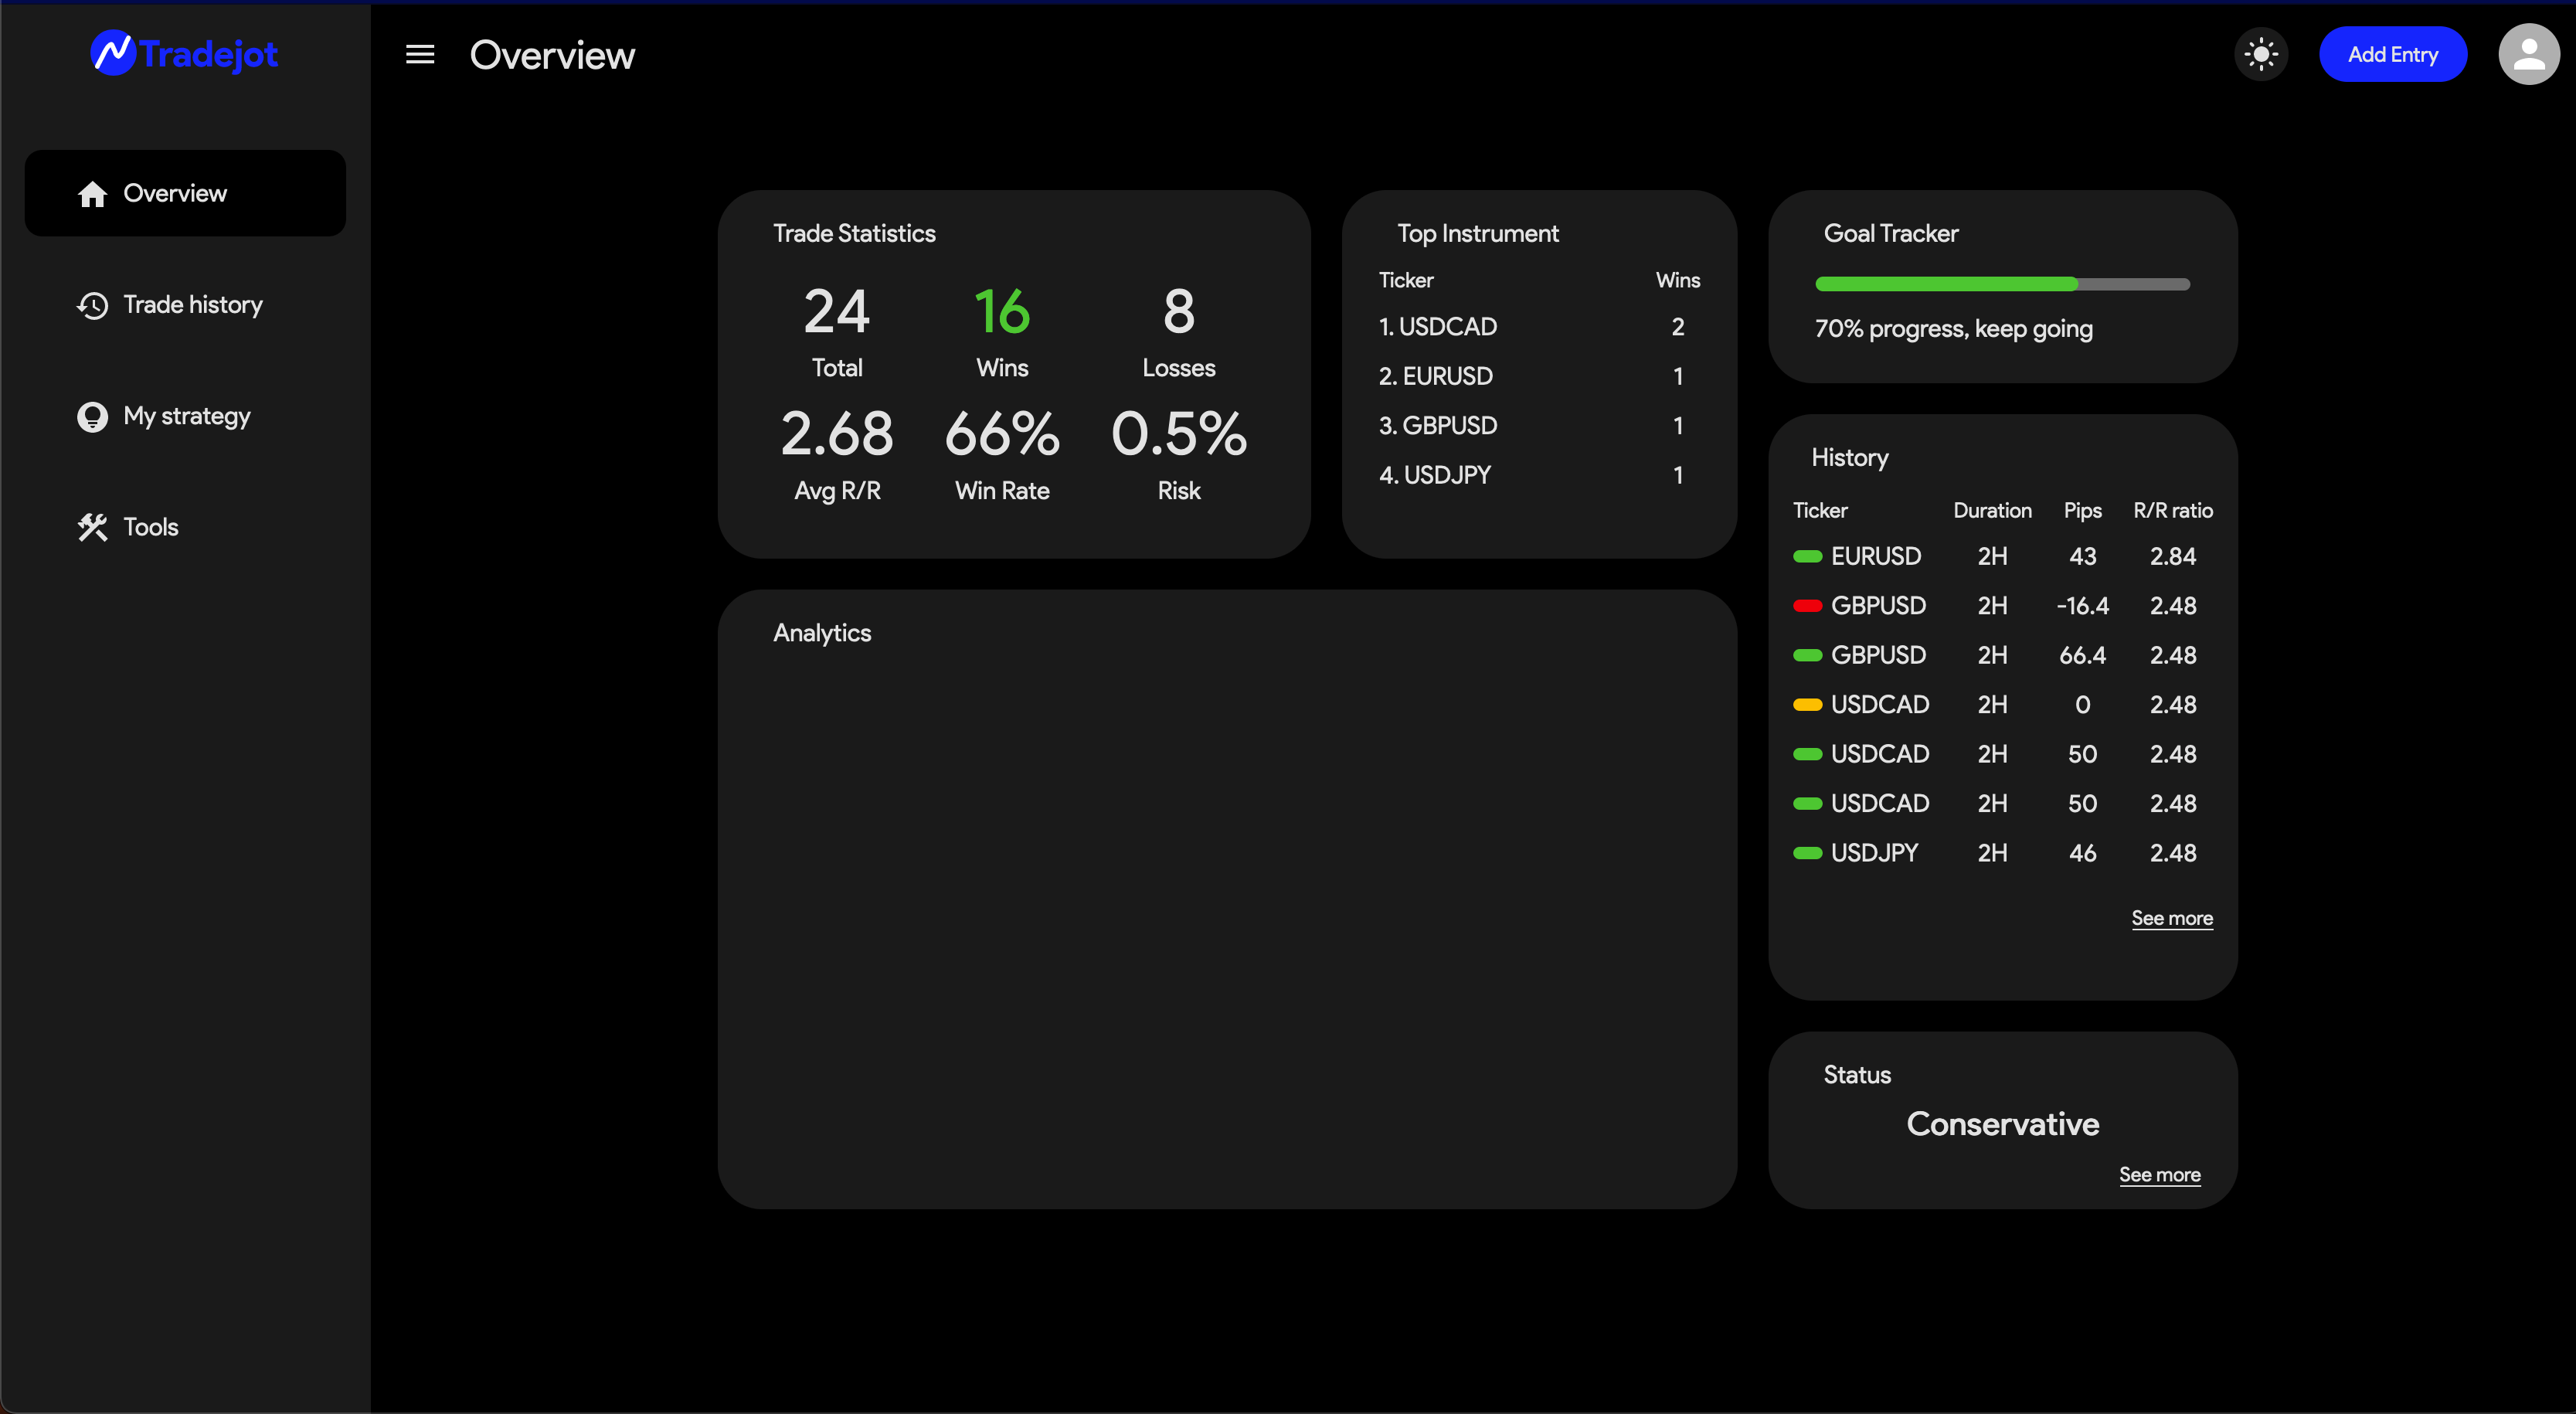 Tradejot
Overview
Add Entry
Overview
Trade history
My strategy
Tools
Trade Statistics
24 16 8
Total Wins Losses
2.68 66% 0.5%
Avg R/R Win Rate Risk
Top Instrument
Ticker Wins
1. USDCAD 2
2. EURUSD 1
3. GBPUSD 1
4. USDJPY 1
Goal Tracker
70% progress, keep going
Analytics
History
Ticker Duration Pips R/R ratio
EURUSD 2H 43 2.84
GBPUSD 2H -16.4 2.48
GBPUSD 2H 66.4 2.48
USDCAD 2H 0 2.48
USDCAD 2H 50 2.48
USDCAD 2H 50 2.48
USDJPY 2H 46 2.48
See more
Status
Conservative
See more